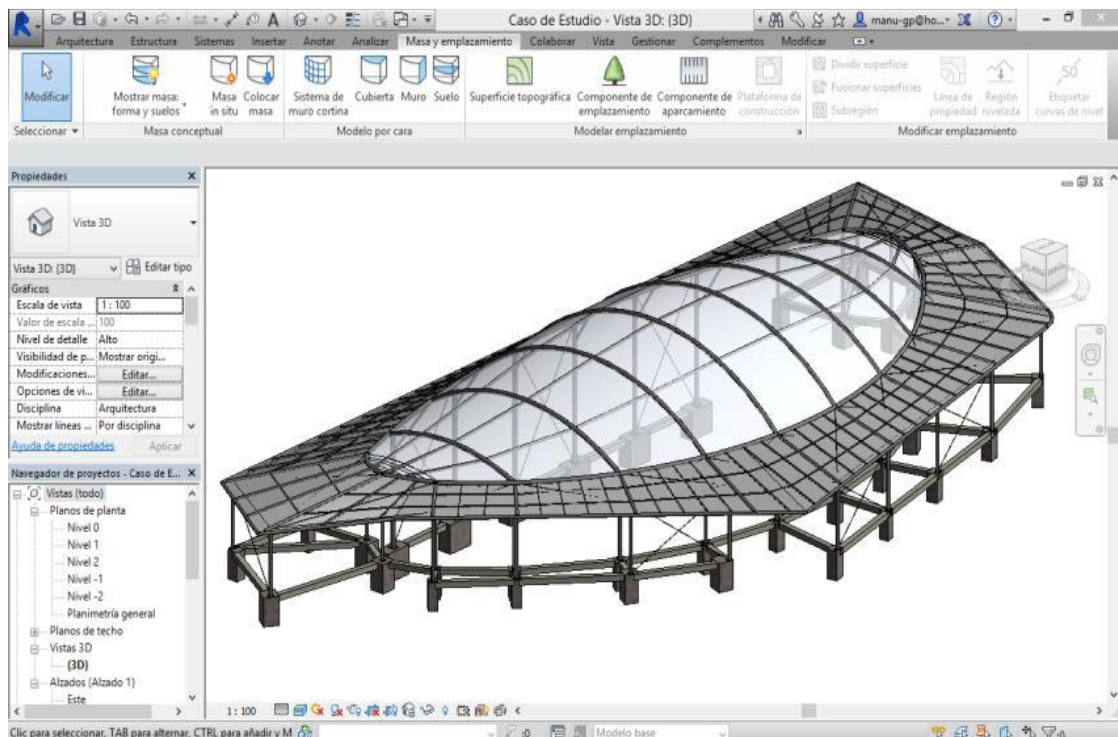 Caso de Estudio - Vista 3D: {3D}
manu-gp@ho...
Arquitectura Estructura Sistemas Insertar Anotar Analizar Masa y emplazamiento Colaborar Vista Gestionar Complementos Modificar
Modificar
Mostrar masa: forma y suelos
Masa in situ
Colocar masa
Sistema de muro cortina
Cubierta
Muro
Suelo
Superficie topográfica
Componente de emplazamiento
Componente de aparcamiento
Plataforma de construcción
Dividir superficie
Fusionar superficies
Subregión
Línea de propiedad
Región nivelada
Etiquetar curvas de nivel
Seleccionar
Masa conceptual
Modelo por cara
Modelar emplazamiento
Modificar emplazamiento
Propiedades X
Vista 3D
Vista 3D: {3D} Editar tipo
Gráficos
Escala de vista 1 : 100
Valor de escala ... 100
Nivel de detalle Alto
Visibilidad de p... Mostrar origi...
Modificaciones... Editar...
Opciones de vi... Editar...
Disciplina Arquitectura
Mostrar líneas ... Por disciplina
Ayuda de propiedades Aplicar
Navegador de proyectos - Caso de E... X
Vistas (todo)
Planos de planta
Nivel 0
Nivel 1
Nivel 2
Nivel -1
Nivel -2
Planimetría general
Planos de techo
Vistas 3D
{3D}
Alzados (Alzado 1)
Este
1 : 100
Clic para seleccionar, TAB para alternar, CTRL para añadir y M
:0
Modelo base
:0